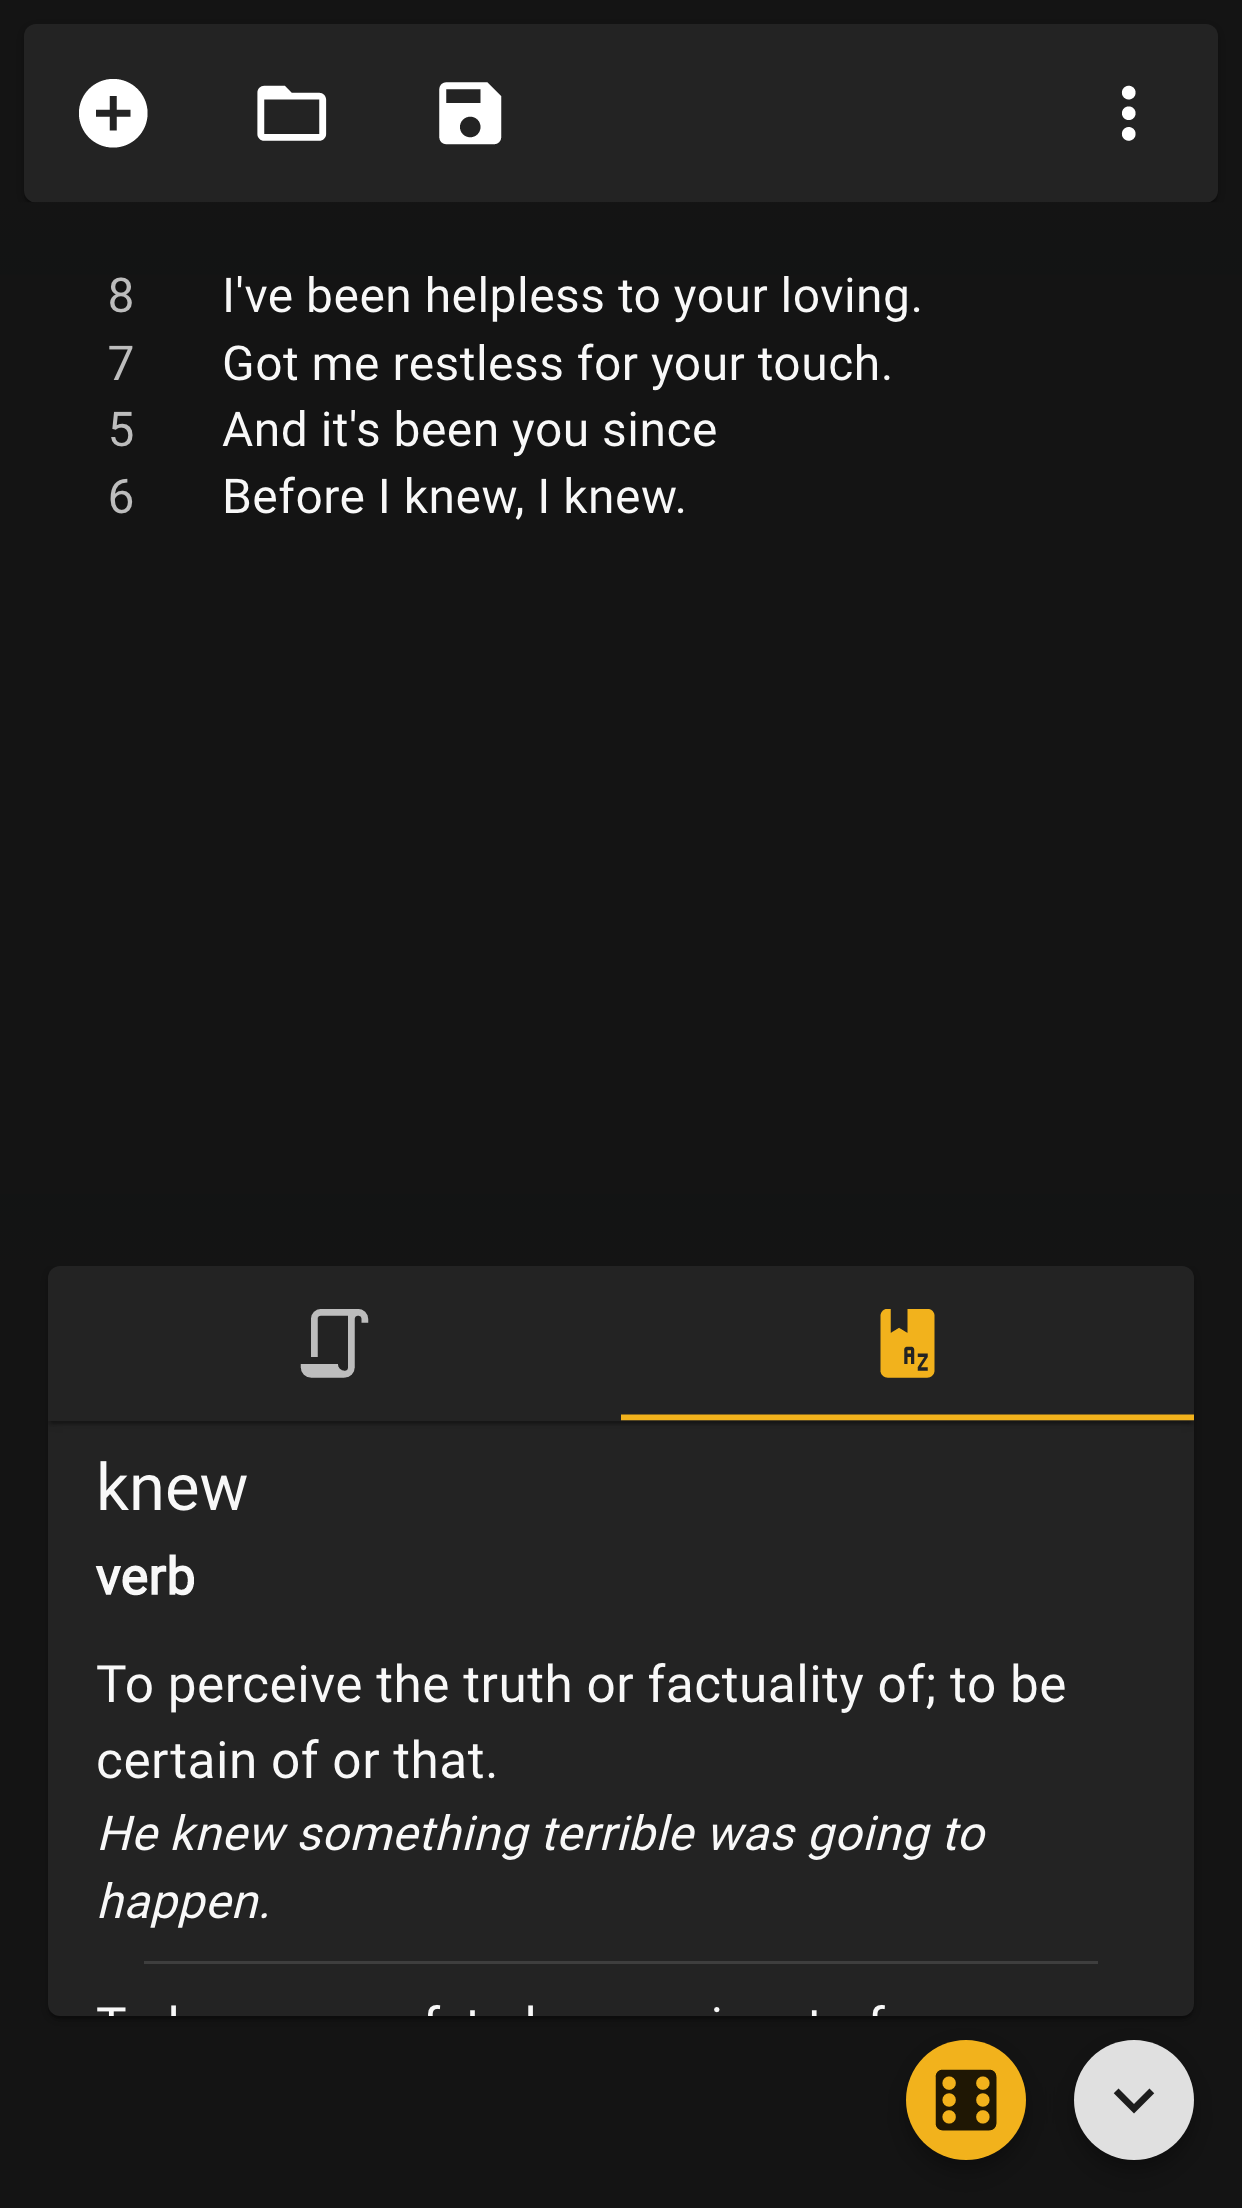 8 I've been helpless to your loving.
7 Got me restless for your touch.
5 And it's been you since
6 Before I knew, I knew.
AZ
knew
verb
To perceive the truth or factuality of; to be
certain of or that.
He knew something terrible was going to
happen.